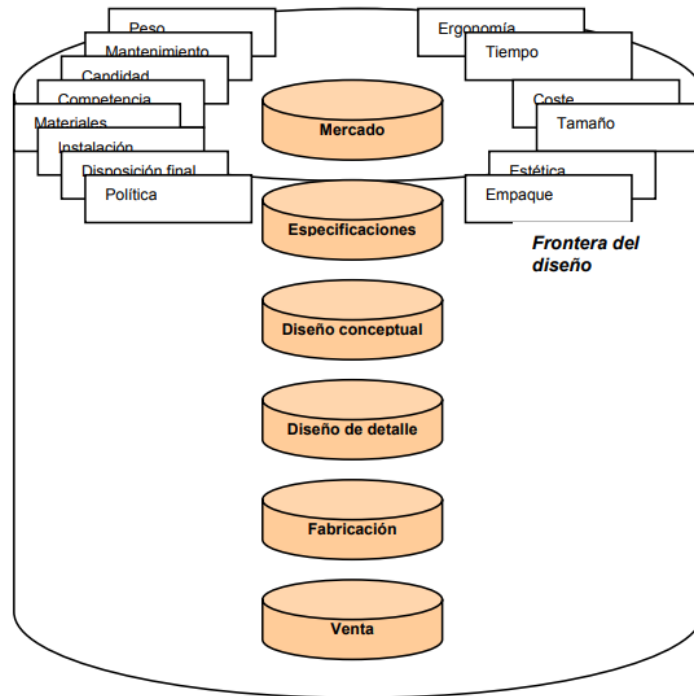 Peso
Mantenimiento
Candidad
Competencia
Materiales
Instalación
Disposición final
Política
Ergonomía
Tiempo
Coste
Tamaño
Estética
Empaque
Frontera del
diseño
Mercado
Especificaciones
Diseño conceptual
Diseño de detalle
Fabricación
Venta